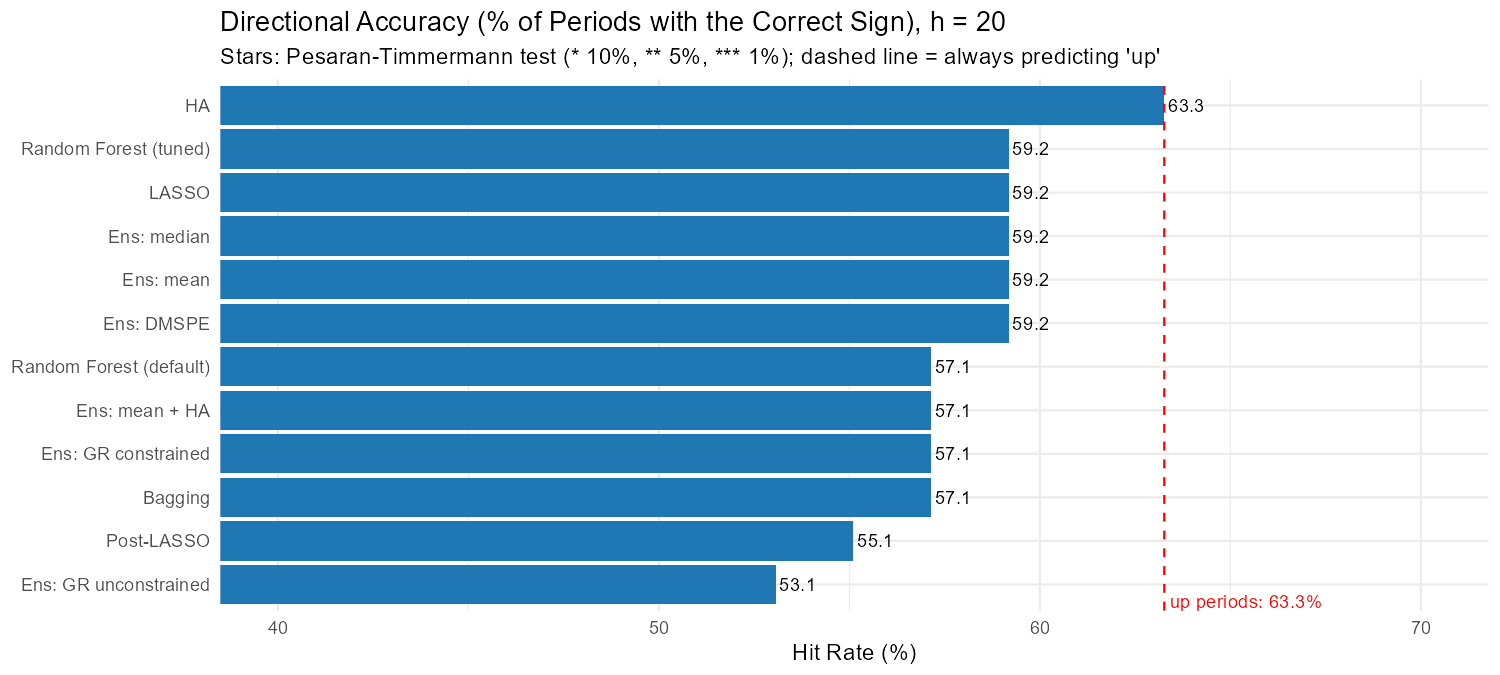 Directional Accuracy (% of Periods with the Correct Sign), h = 20
Stars: Pesaran-Timmermann test (* 10%, ** 5%, *** 1%); dashed line = always predicting 'up'
HA 63.3
Random Forest (tuned) 59.2
LASSO 59.2
Ens: median 59.2
Ens: mean 59.2
Ens: DMSPE 59.2
Random Forest (default) 57.1
Ens: mean + HA 57.1
Ens: GR constrained 57.1
Bagging 57.1
Post-LASSO 55.1
Ens: GR unconstrained 53.1
up periods: 63.3%
40 50 60 70
Hit Rate (%)